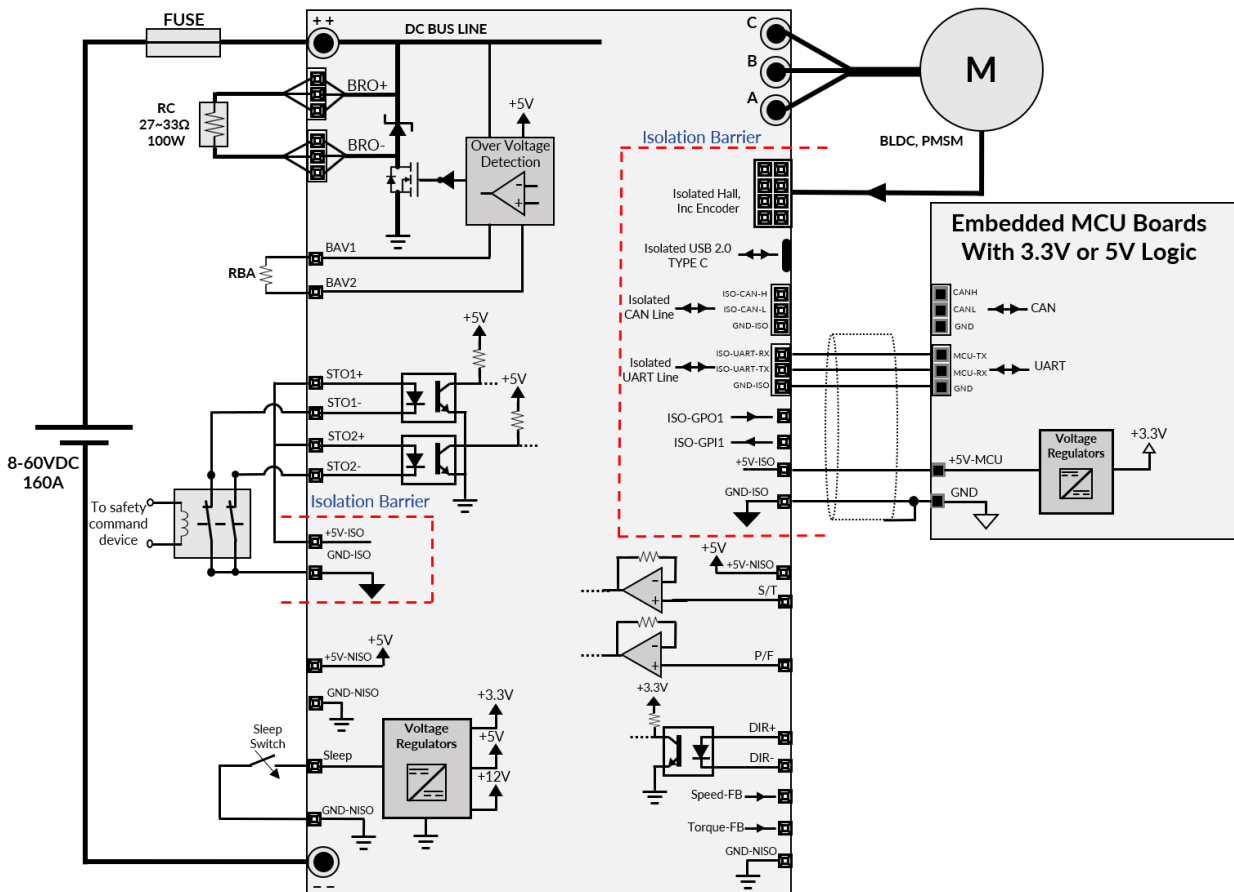 FUSE
+ +
DC BUS LINE
C
B
A
M
BLDC, PMSM
BRO+
RC
27~33Ω
100W
BRO-
+5V
Over Voltage
Detection
-
+
Isolation Barrier
Isolated Hall,
Inc Encoder
Isolated USB 2.0
TYPE C
BAV1
RBA
BAV2
ISO-CAN-H
Isolated
CAN Line
ISO-CAN-L
GND-ISO
ISO-UART-RX
Isolated
UART Line
ISO-UART-TX
GND-ISO
ISO-GPO1
ISO-GPI1
+5V-ISO
GND-ISO
Embedded MCU Boards
With 3.3V or 5V Logic
CANH
CANL
GND
CAN
MCU-TX
MCU-RX
GND
UART
Voltage
Regulators
+3.3V
+5V-MCU
GND
+5V
STO1+
+5V
STO1-
STO2+
STO2-
8-60VDC
160A
To safety
command
device
Isolation Barrier
+5V-ISO
GND-ISO
+5V
+5V-NISO
-
+
S/T
-
+
P/F
+5V
+5V-NISO
GND-NISO
+3.3V
DIR+
DIR-
Speed-FB
Torque-FB
GND-NISO
Sleep
Switch
Sleep
Voltage
Regulators
+3.3V
+5V
+12V
GND-NISO
- -